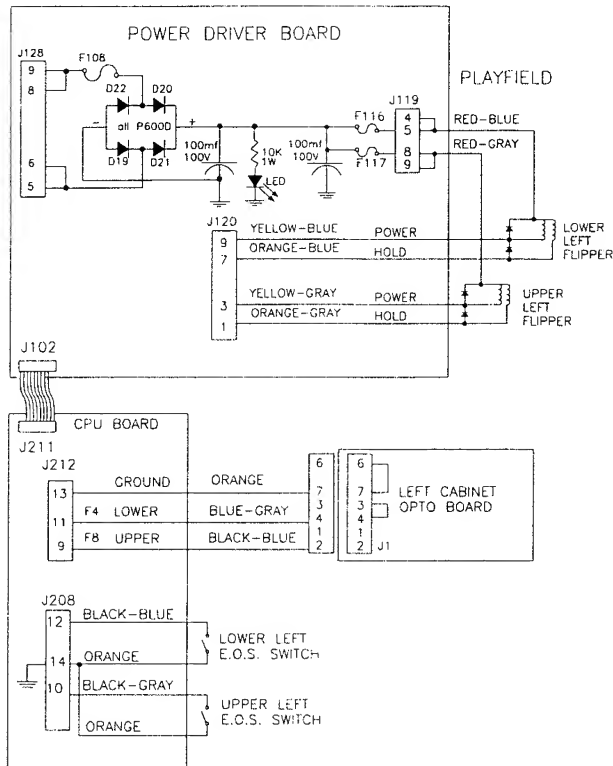 POWER DRIVER BOARD
J128
F108
9
8
D22
D20
-
all P600D
+
D19
D21
6
5
100mf
100V
10K
1W
LED
100mf
100V
F116
F117
J119
4
5
8
9
PLAYFIELD
RED-BLUE
RED-GRAY
J120
9
7
3
1
YELLOW-BLUE POWER
ORANGE-BLUE HOLD
YELLOW-GRAY POWER
ORANGE-GRAY HOLD
LOWER
LEFT
FLIPPER
UPPER
LEFT
FLIPPER
J102
J211
CPU BOARD
J212
13
11
9
GROUND ORANGE
F4 LOWER BLUE-GRAY
F8 UPPER BLACK-BLUE
6
7
3
4
1
2
6
7
3
4
1
2
J1
LEFT CABINET
OPTO BOARD
J208
12
14
10
BLACK-BLUE
ORANGE
BLACK-GRAY
ORANGE
LOWER LEFT
E.O.S. SWITCH
UPPER LEFT
E.O.S. SWITCH